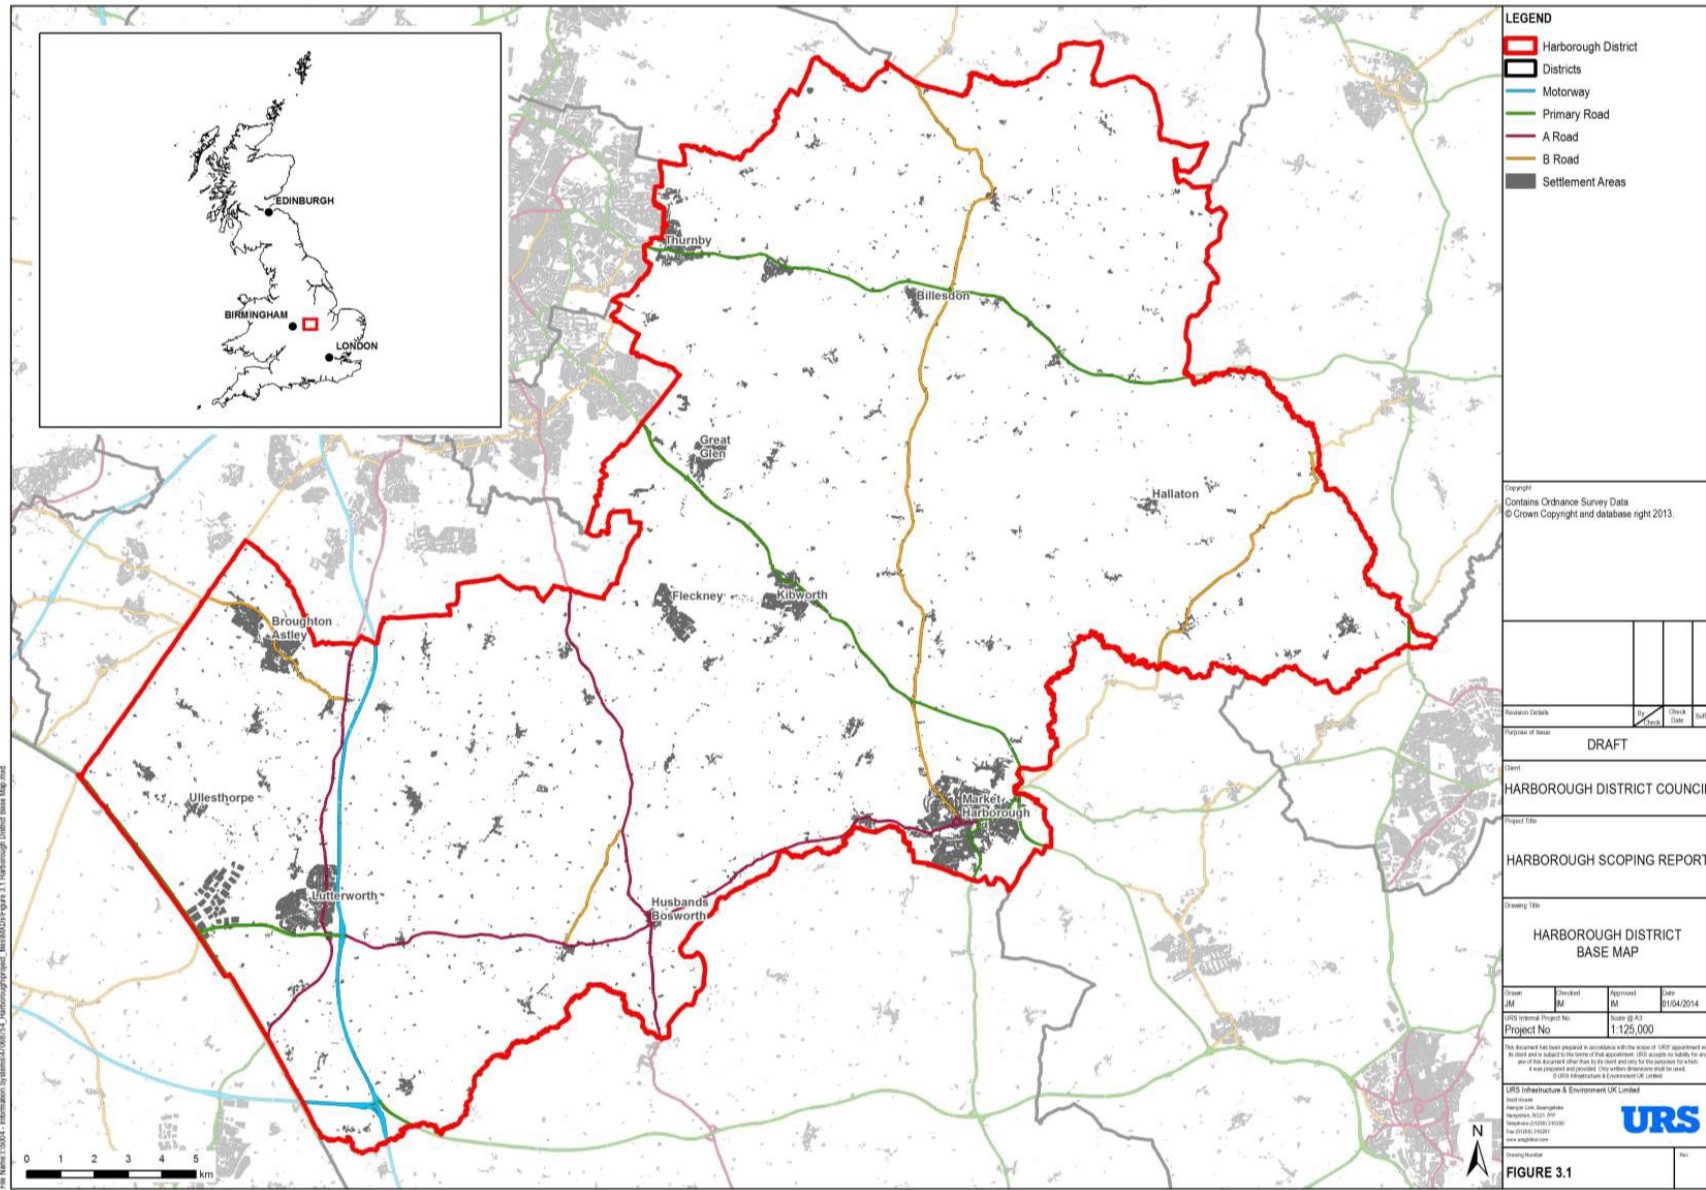 EDINBURGH
BIRMINGHAM
LONDON
Thurnby
Billesdon
Great
Glen
Hallaton
Fleckney
Kibworth
Broughton
Astley
Ullesthorpe
Market
Harborough
Lutterworth
Husbands
Bosworth
0 1 2 3 4 5
km
N
LEGEND
Harborough District
Districts
Motorway
Primary Road
A Road
B Road
Settlement Areas
Copyright
Contains Ordnance Survey Data
© Crown Copyright and database right 2013.
Revision Details
By
Check
Check
Date
Purpose of Issue
DRAFT
Client
HARBOROUGH DISTRICT COUNCIL
Project Title
HARBOROUGH SCOPING REPORT
Drawing Title
HARBOROUGH DISTRICT
BASE MAP
Drawn
JM
Checked
IM
Approved
IM
Date
01/04/2014
URS Internal Project No.
Project No
Scale @ A3
1:125,000
URS Infrastructure & Environment UK Limited
URS
Drawing Number
FIGURE 3.1
Rev